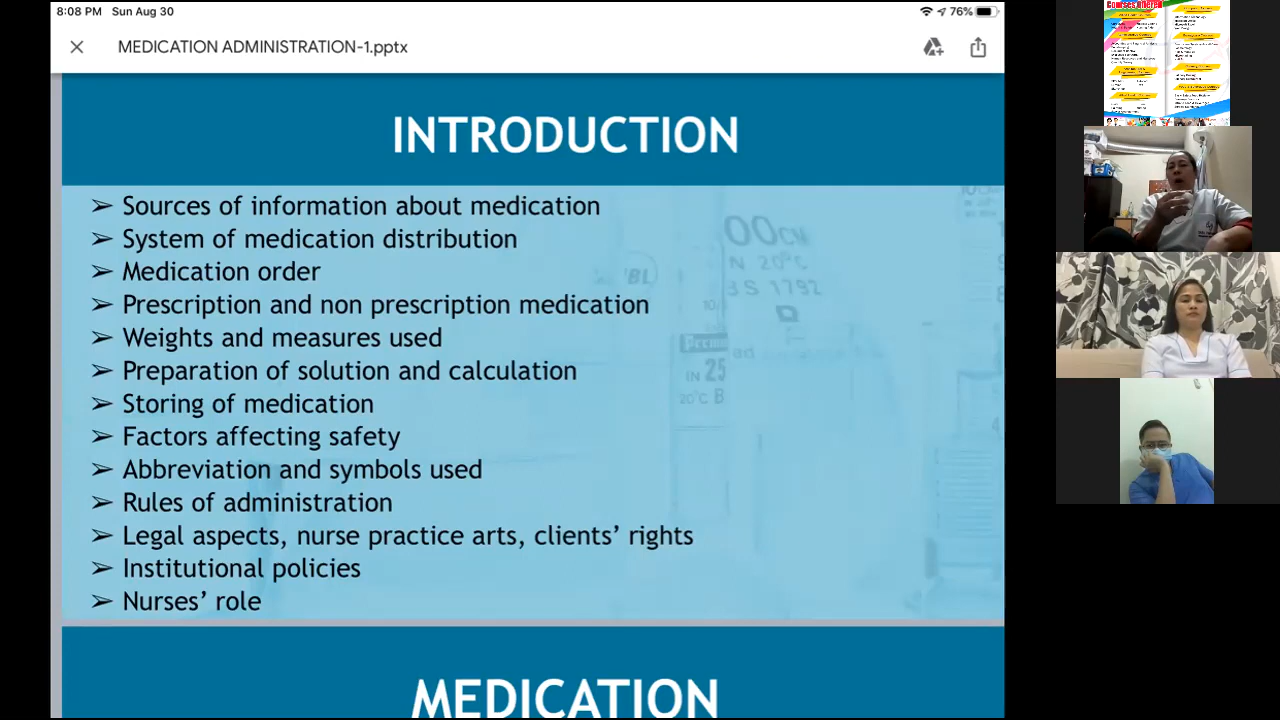 8:08 PM Sun Aug 30
76%
MEDICATION ADMINISTRATION-1.pptx
INTRODUCTION
➢ Sources of information about medication
➢ System of medication distribution
➢ Medication order
➢ Prescription and non prescription medication
➢ Weights and measures used
➢ Preparation of solution and calculation
➢ Storing of medication
➢ Factors affecting safety
➢ Abbreviation and symbols used
➢ Rules of administration
➢ Legal aspects, nurse practice arts, clients’ rights
➢ Institutional policies
➢ Nurses’ role
MEDICATION
Courses Offered